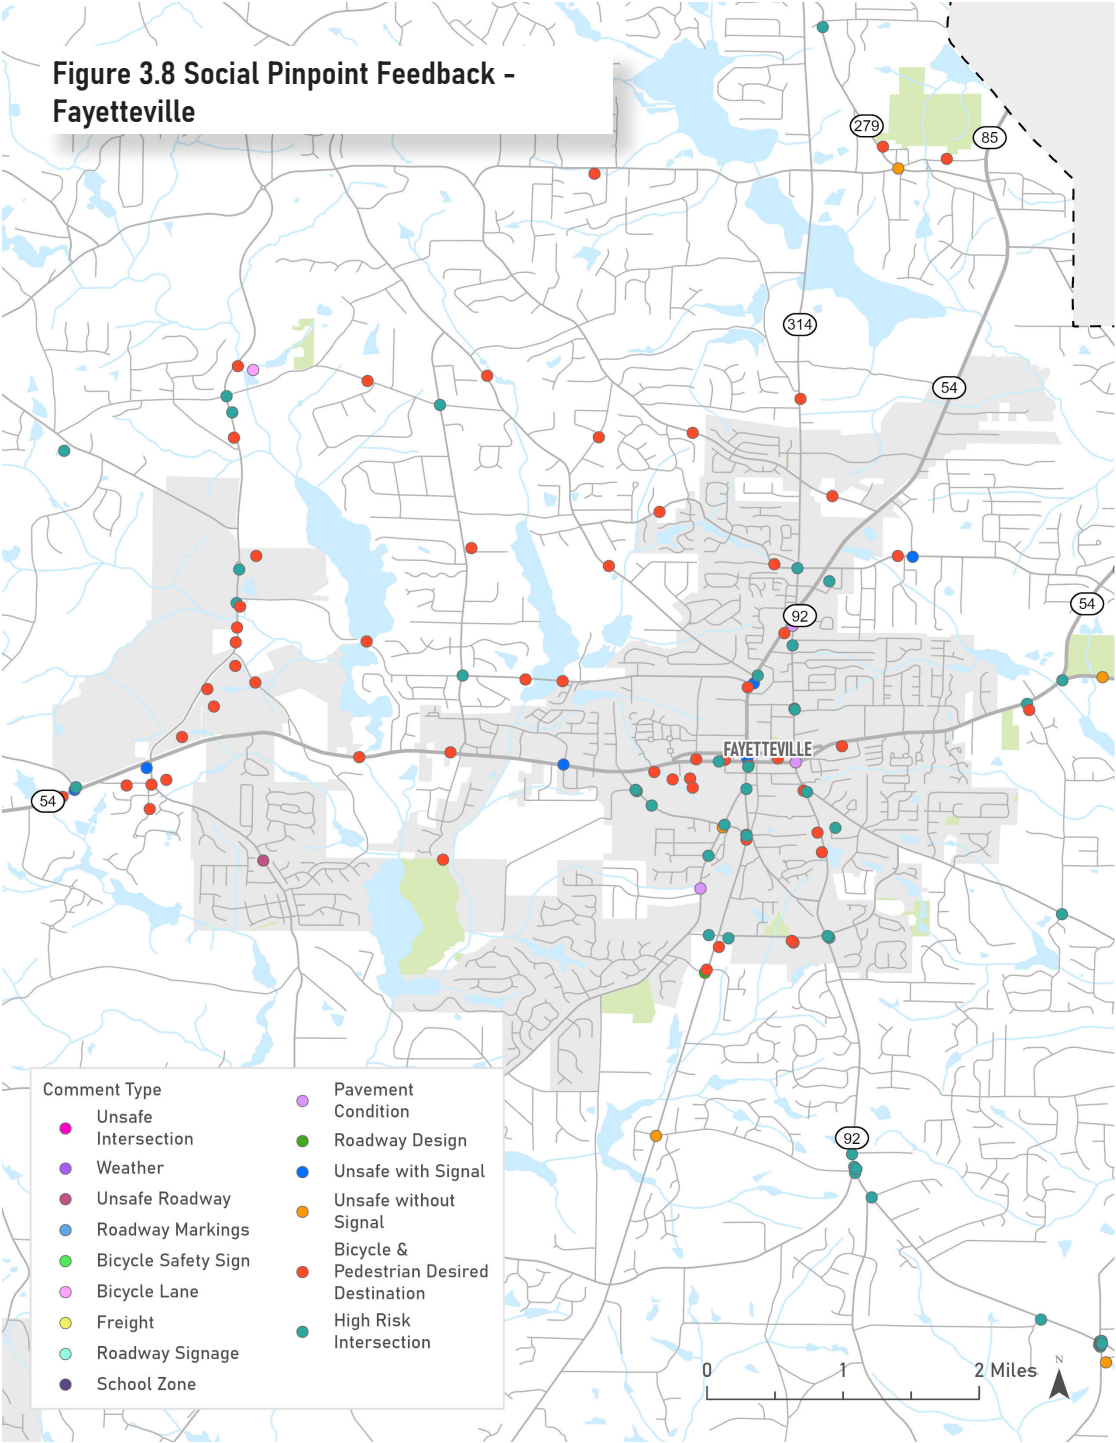 Figure 3.8 Social Pinpoint Feedback -
Fayetteville
279
85
314
54
92
54
FAYETTEVILLE
54
92
Comment Type
Unsafe
Intersection
Weather
Unsafe Roadway
Roadway Markings
Bicycle Safety Sign
Bicycle Lane
Freight
Roadway Signage
School Zone
Pavement
Condition
Roadway Design
Unsafe with Signal
Unsafe without
Signal
Bicycle &
Pedestrian Desired
Destination
High Risk
Intersection
0 1 2 Miles
N